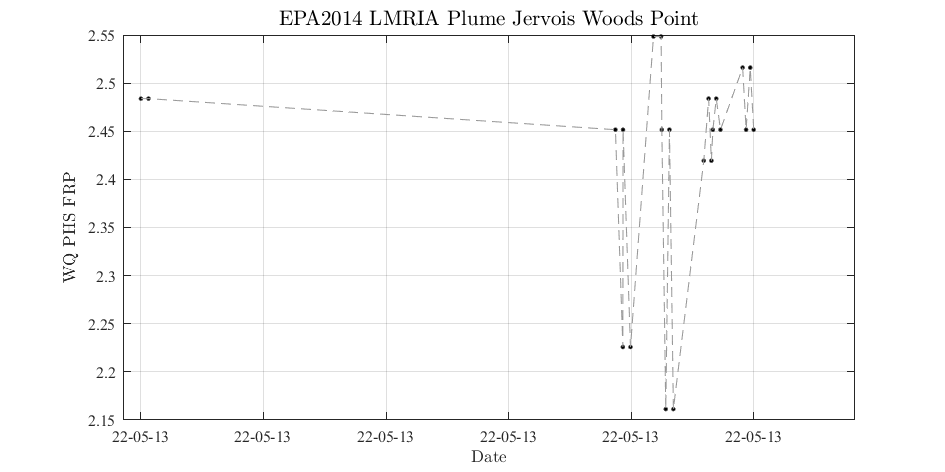 EPA2014 LMRIA Plume Jervois Woods Point
2.55
2.5
2.45
2.4
2.35
2.3
2.25
2.2
2.15
WQ PHS FRP
22-05-13 22-05-13 22-05-13 22-05-13 22-05-13 22-05-13
Date